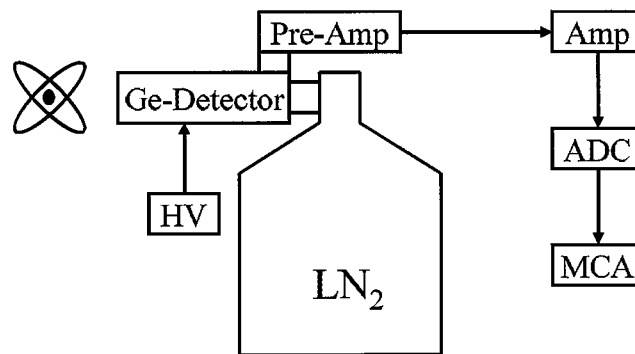 Pre-Amp
Amp
Ge-Detector
ADC
HV
MCA
LN₂